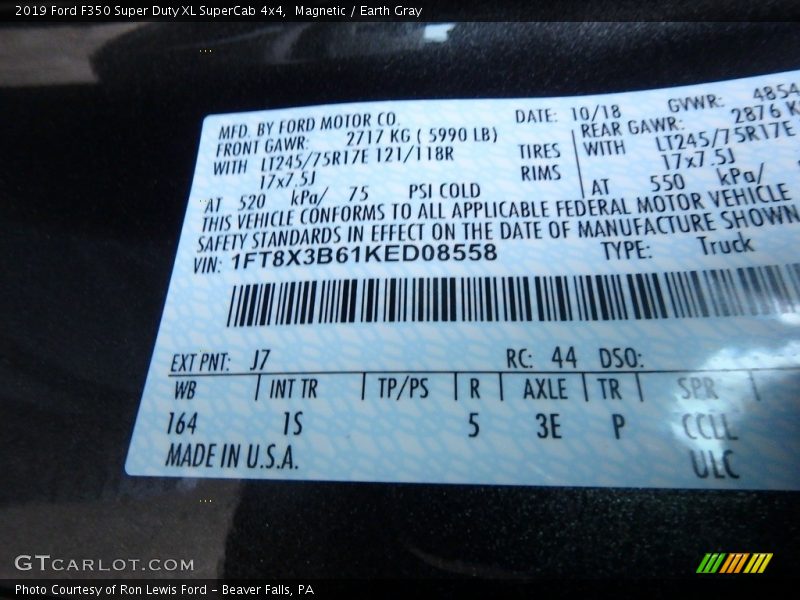 2019 Ford F350 Super Duty XL SuperCab 4x4,  Magnetic / Earth Gray
MFD. BY FORD MOTOR CO. DATE: 10/18 GVWR: 4854
FRONT GAWR: 2717 KG ( 5990 LB) REAR GAWR: 2876 K
WITH LT245/75R17E 121/118R TIRES WITH LT245/75R17E
17x7.5J RIMS 17x7.5J
AT 520 kPa/ 75 PSI COLD AT 550 kPa/
THIS VEHICLE CONFORMS TO ALL APPLICABLE FEDERAL MOTOR VEHICLE
SAFETY STANDARDS IN EFFECT ON THE DATE OF MANUFACTURE SHOWN
VIN: 1FT8X3B61KED08558 TYPE: Truck
EXT PNT: J7 RC: 44 DSO:
WB INT TR TP/PS R AXLE TR SPR
164 1S 5 3E P CCLL
MADE IN U.S.A. ULC
GTCARLOT.COM
Photo Courtesy of Ron Lewis Ford - Beaver Falls, PA